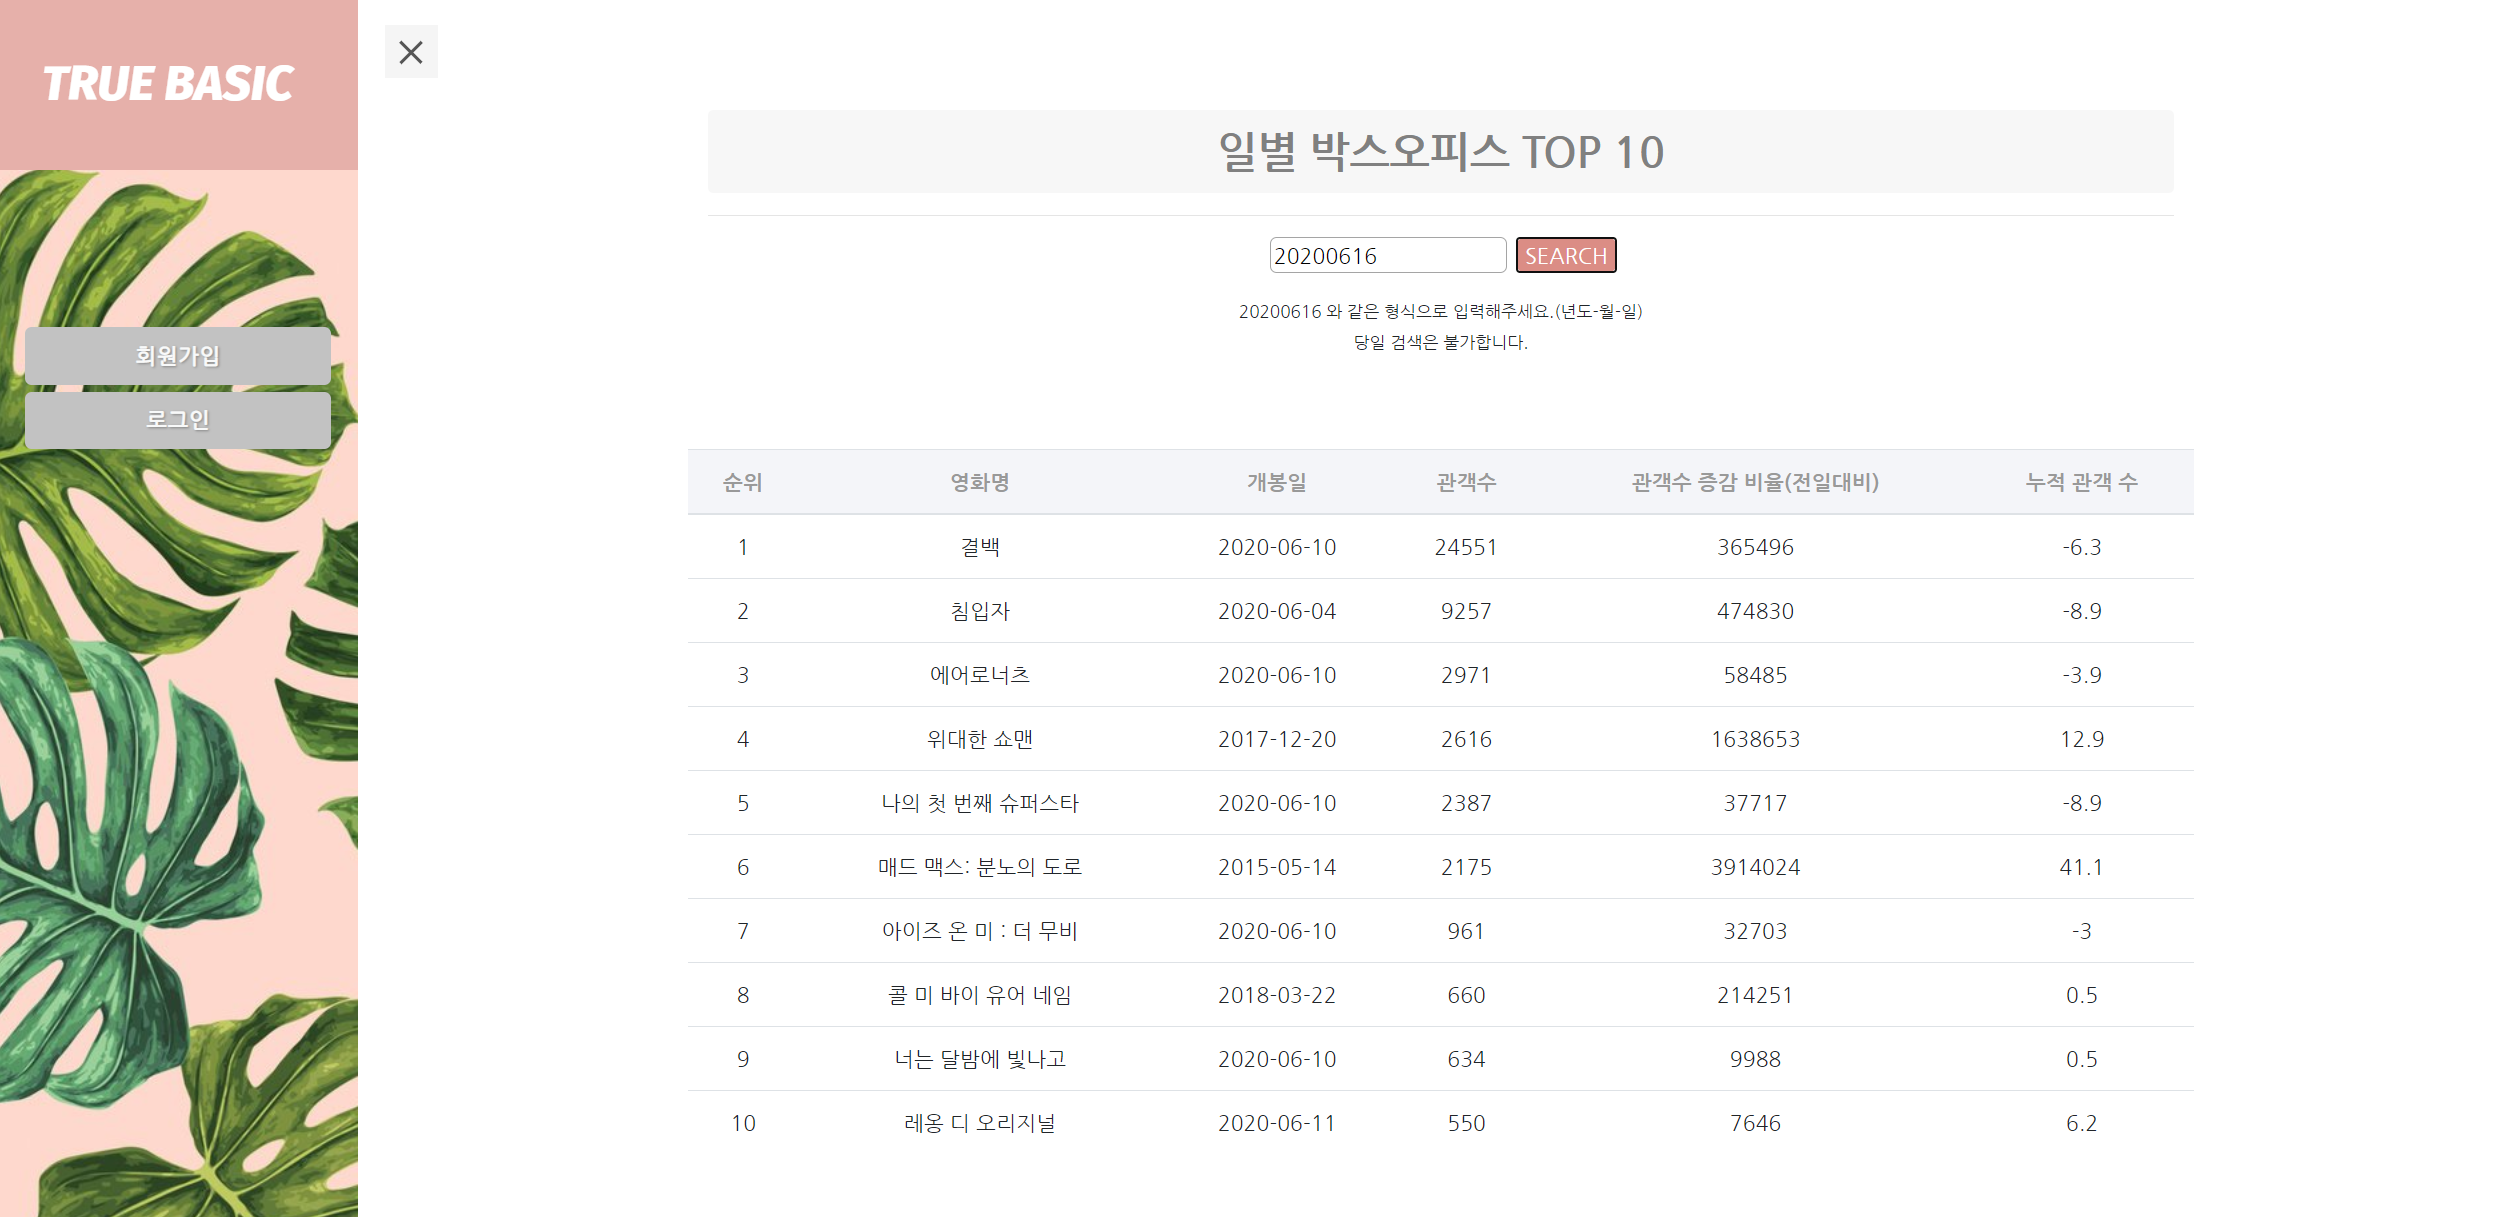 TRUE BASIC
회원가입
로그인
일별 박스오피스 TOP 10
20200616 SEARCH
20200616 와 같은 형식으로 입력해주세요.(년도-월-일)
당일 검색은 불가합니다.
순위 영화명 개봉일 관객수 관객수 증감 비율(전일대비) 누적 관객 수
1 결백 2020-06-10 24551 365496 -6.3
2 침입자 2020-06-04 9257 474830 -8.9
3 에어로너츠 2020-06-10 2971 58485 -3.9
4 위대한 쇼맨 2017-12-20 2616 1638653 12.9
5 나의 첫 번째 슈퍼스타 2020-06-10 2387 37717 -8.9
6 매드 맥스: 분노의 도로 2015-05-14 2175 3914024 41.1
7 아이즈 온 미 : 더 무비 2020-06-10 961 32703 -3
8 콜 미 바이 유어 네임 2018-03-22 660 214251 0.5
9 너는 달밤에 빛나고 2020-06-10 634 9988 0.5
10 레옹 디 오리지널 2020-06-11 550 7646 6.2